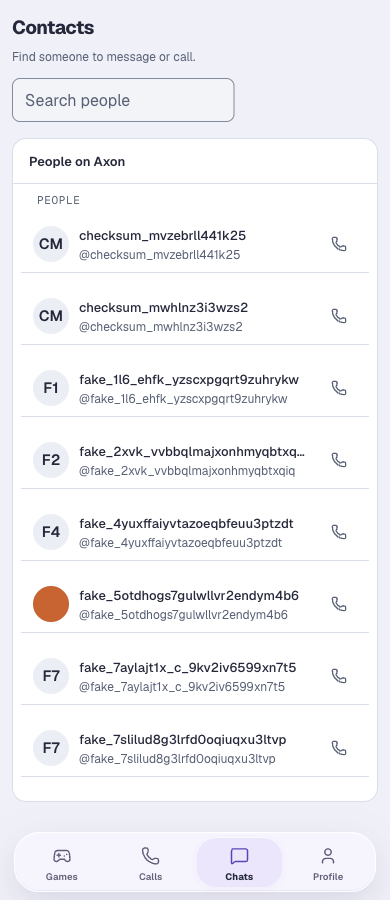 Contacts
Find someone to message or call.
Search people
People on Axon
PEOPLE
CM
checksum_mvzebrll441k25
@checksum_mvzebrll441k25
CM
checksum_mwhlnz3i3wzs2
@checksum_mwhlnz3i3wzs2
F1
fake_1l6_ehfk_yzscxpgqrt9zuhrykw
@fake_1l6_ehfk_yzscxpgqrt9zuhrykw
F2
fake_2xvk_vvbbqlmajxonhmyqbtxq...
@fake_2xvk_vvbbqlmajxonhmyqbtxqiq
F4
fake_4yuxffaiyvtazoeqbfeuu3ptzdt
@fake_4yuxffaiyvtazoeqbfeuu3ptzdt
fake_5otdhogs7gulwllvr2endym4b6
@fake_5otdhogs7gulwllvr2endym4b6
F7
fake_7aylajt1x_c_9kv2iv6599xn7t5
@fake_7aylajt1x_c_9kv2iv6599xn7t5
F7
fake_7slilud8g3lrfd0oqiuqxu3ltvp
@fake_7slilud8g3lrfd0oqiuqxu3ltvp
Games
Calls
Chats
Profile